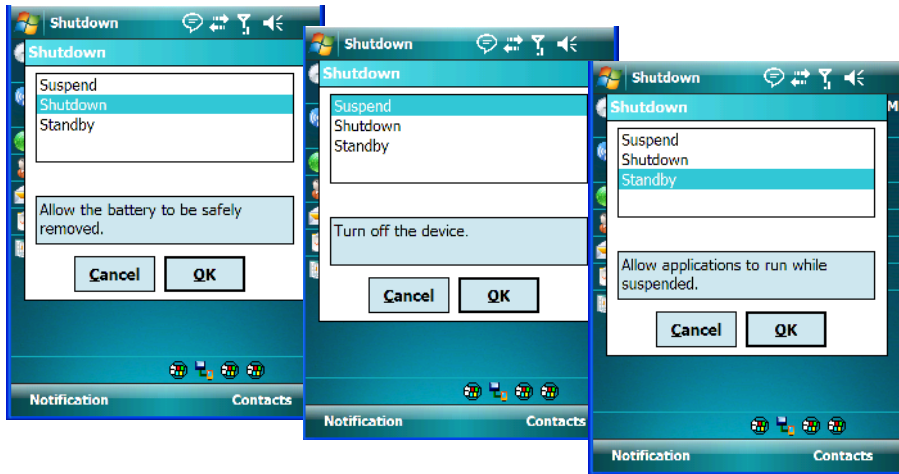 Shutdown
Shutdown
Suspend
Shutdown
Standby
Allow the battery to be safely
removed.
Cancel OK
Notification Contacts
Shutdown
Shutdown
Suspend
Shutdown
Standby
Turn off the device.
Cancel OK
Notification Contacts
Shutdown
Shutdown
M
Suspend
Shutdown
Standby
Allow applications to run while
suspended.
Cancel OK
Notification Contacts